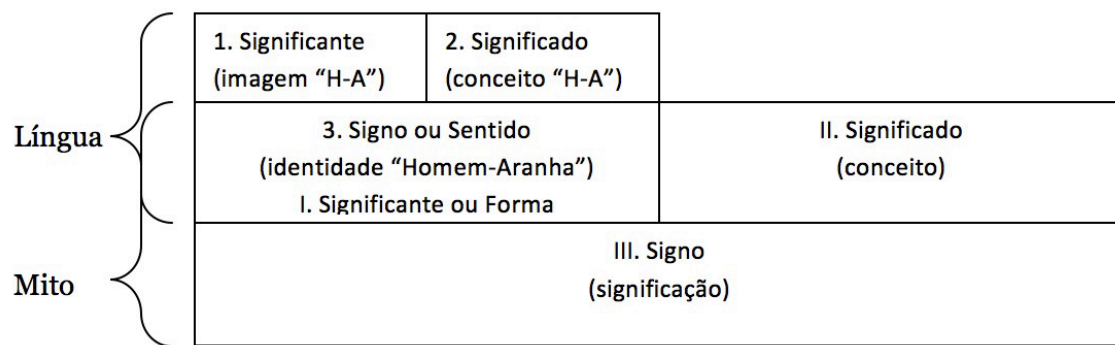 1. Significante
(imagem “H-A”)
2. Significado
(conceito “H-A”)
Língua
3. Signo ou Sentido
(identidade “Homem-Aranha”)
I. Significante ou Forma
II. Significado
(conceito)
Mito
III. Signo
(significação)